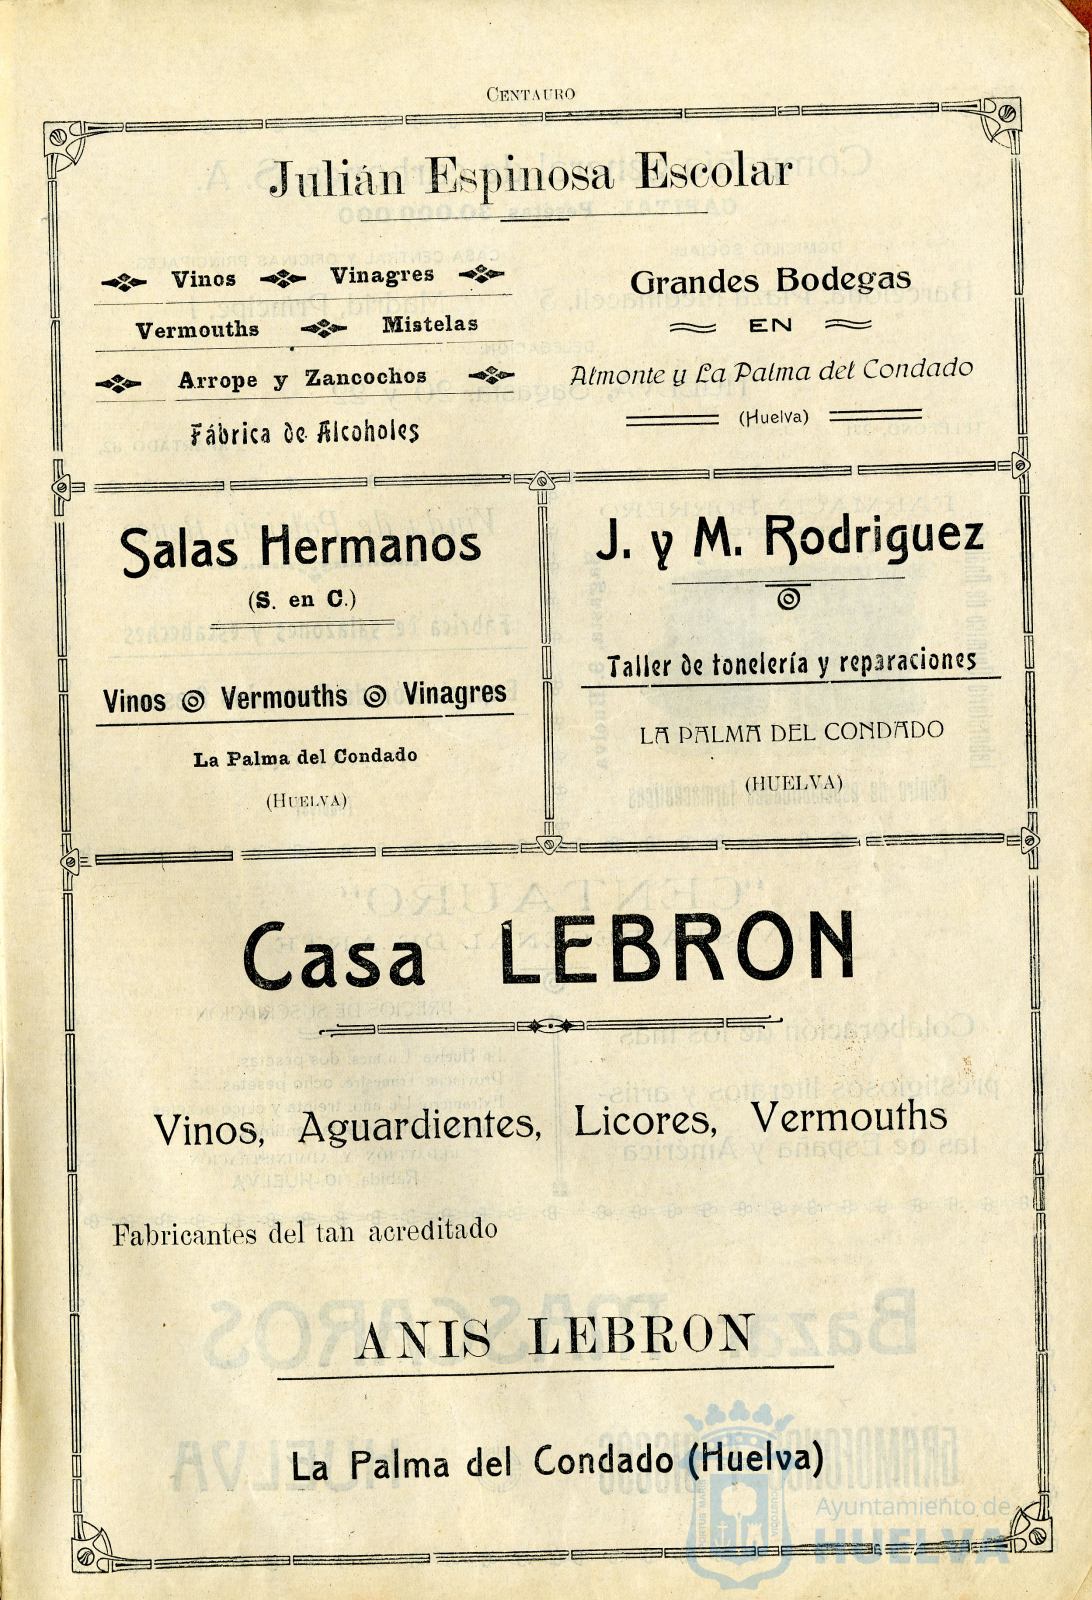 CENTAURO
Julián Espinosa Escolar
Vinos Vinagres
Vermouths Mistelas
Arrope y Zancochos
Fábrica de Alcoholes
Grandes Bodegas
EN
Almonte y La Palma del Condado
(Huelva)
Salas Hermanos
(S. en C.)
Vinos Vermouths Vinagres
La Palma del Condado
(HUELVA)
J. y M. Rodriguez
Taller de tonelería y reparaciones
LA PALMA DEL CONDADO
(HUELVA)
Casa LEBRON
Vinos, Aguardientes, Licores, Vermouths
Fabricantes del tan acreditado
ANIS LEBRON
La Palma del Condado (Huelva)
Ayuntamiento de
HUELVA